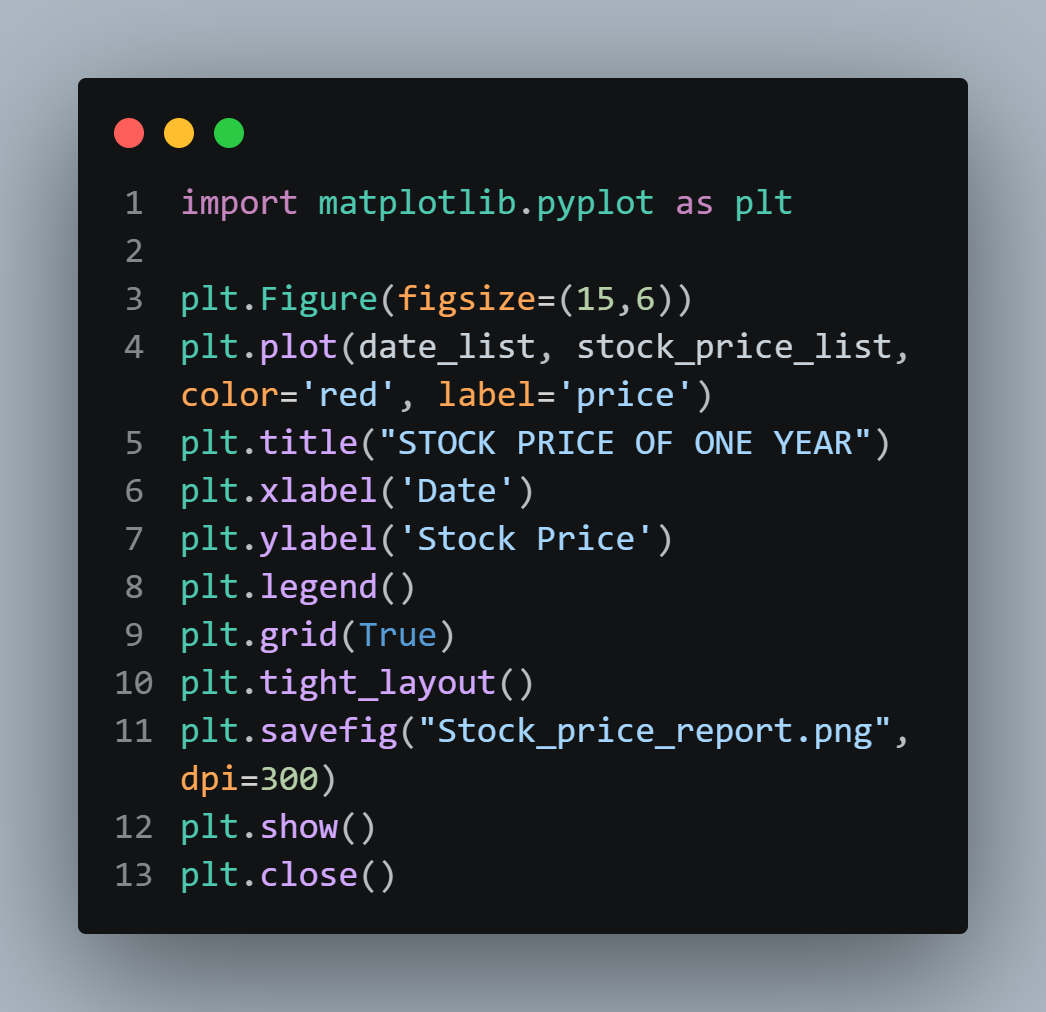 1 import matplotlib.pyplot as plt
2
3 plt.Figure(figsize=(15,6))
4 plt.plot(date_list, stock_price_list,
color='red', label='price')
5 plt.title("STOCK PRICE OF ONE YEAR")
6 plt.xlabel('Date')
7 plt.ylabel('Stock Price')
8 plt.legend()
9 plt.grid(True)
10 plt.tight_layout()
11 plt.savefig("Stock_price_report.png",
dpi=300)
12 plt.show()
13 plt.close()